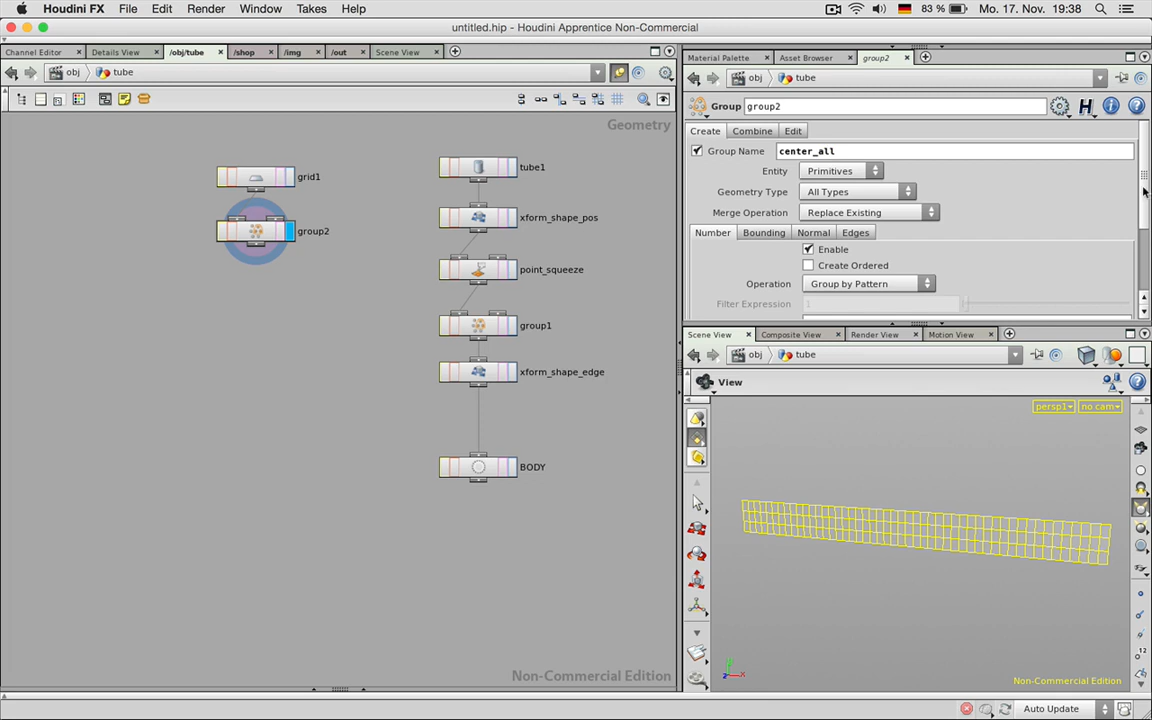 Houdini FX File Edit Render Window Takes Help 83 % Mo. 17. Nov. 19:38
untitled.hip - Houdini Apprentice Non-Commercial
Channel Editor Details View /obj/tube /shop /img /out Scene View
obj tube
Geometry
grid1
group2
tube1
xform_shape_pos
point_squeeze
group1
xform_shape_edge
BODY
Non-Commercial Edition
Material Palette Asset Browser group2
obj tube
Group group2
Create Combine Edit
Group Name center_all
Entity Primitives
Geometry Type All Types
Merge Operation Replace Existing
Number Bounding Normal Edges
Enable
Create Ordered
Operation Group by Pattern
Filter Expression 1
Scene View Composite View Render View Motion View
obj tube
View
persp1 no cam
Non-Commercial Edition
Auto Update